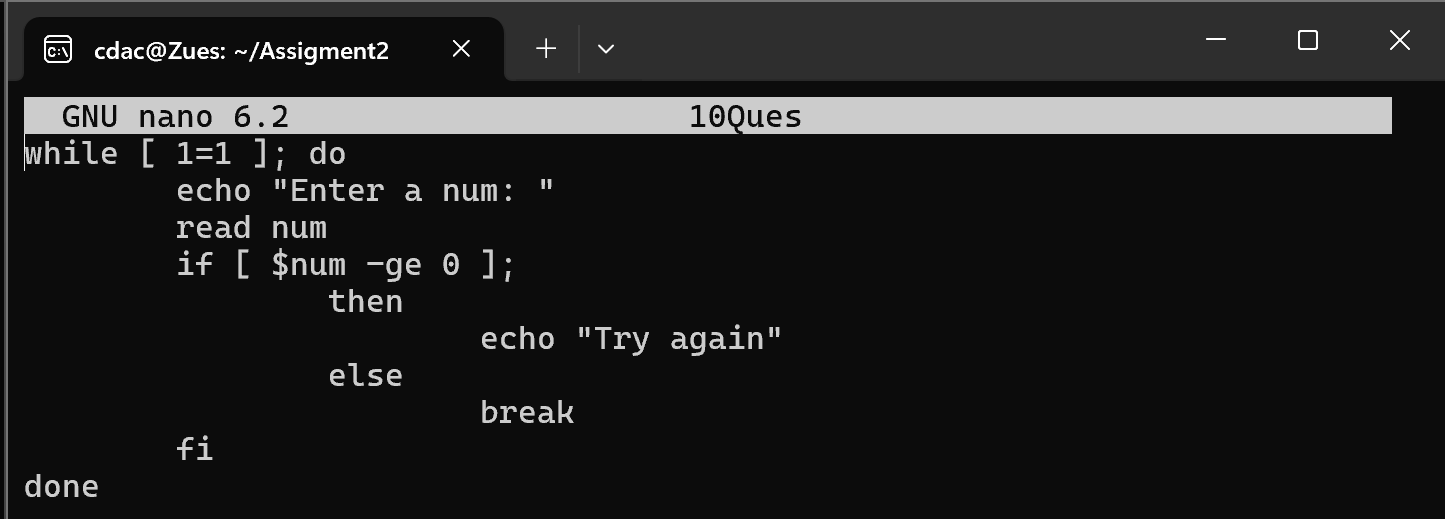 cdac@Zues: ~/Assigment2
GNU nano 6.2 10Ques
while [ 1=1 ]; do
echo "Enter a num: "
read num
if [ $num -ge 0 ];
then
echo "Try again"
else
break
fi
done